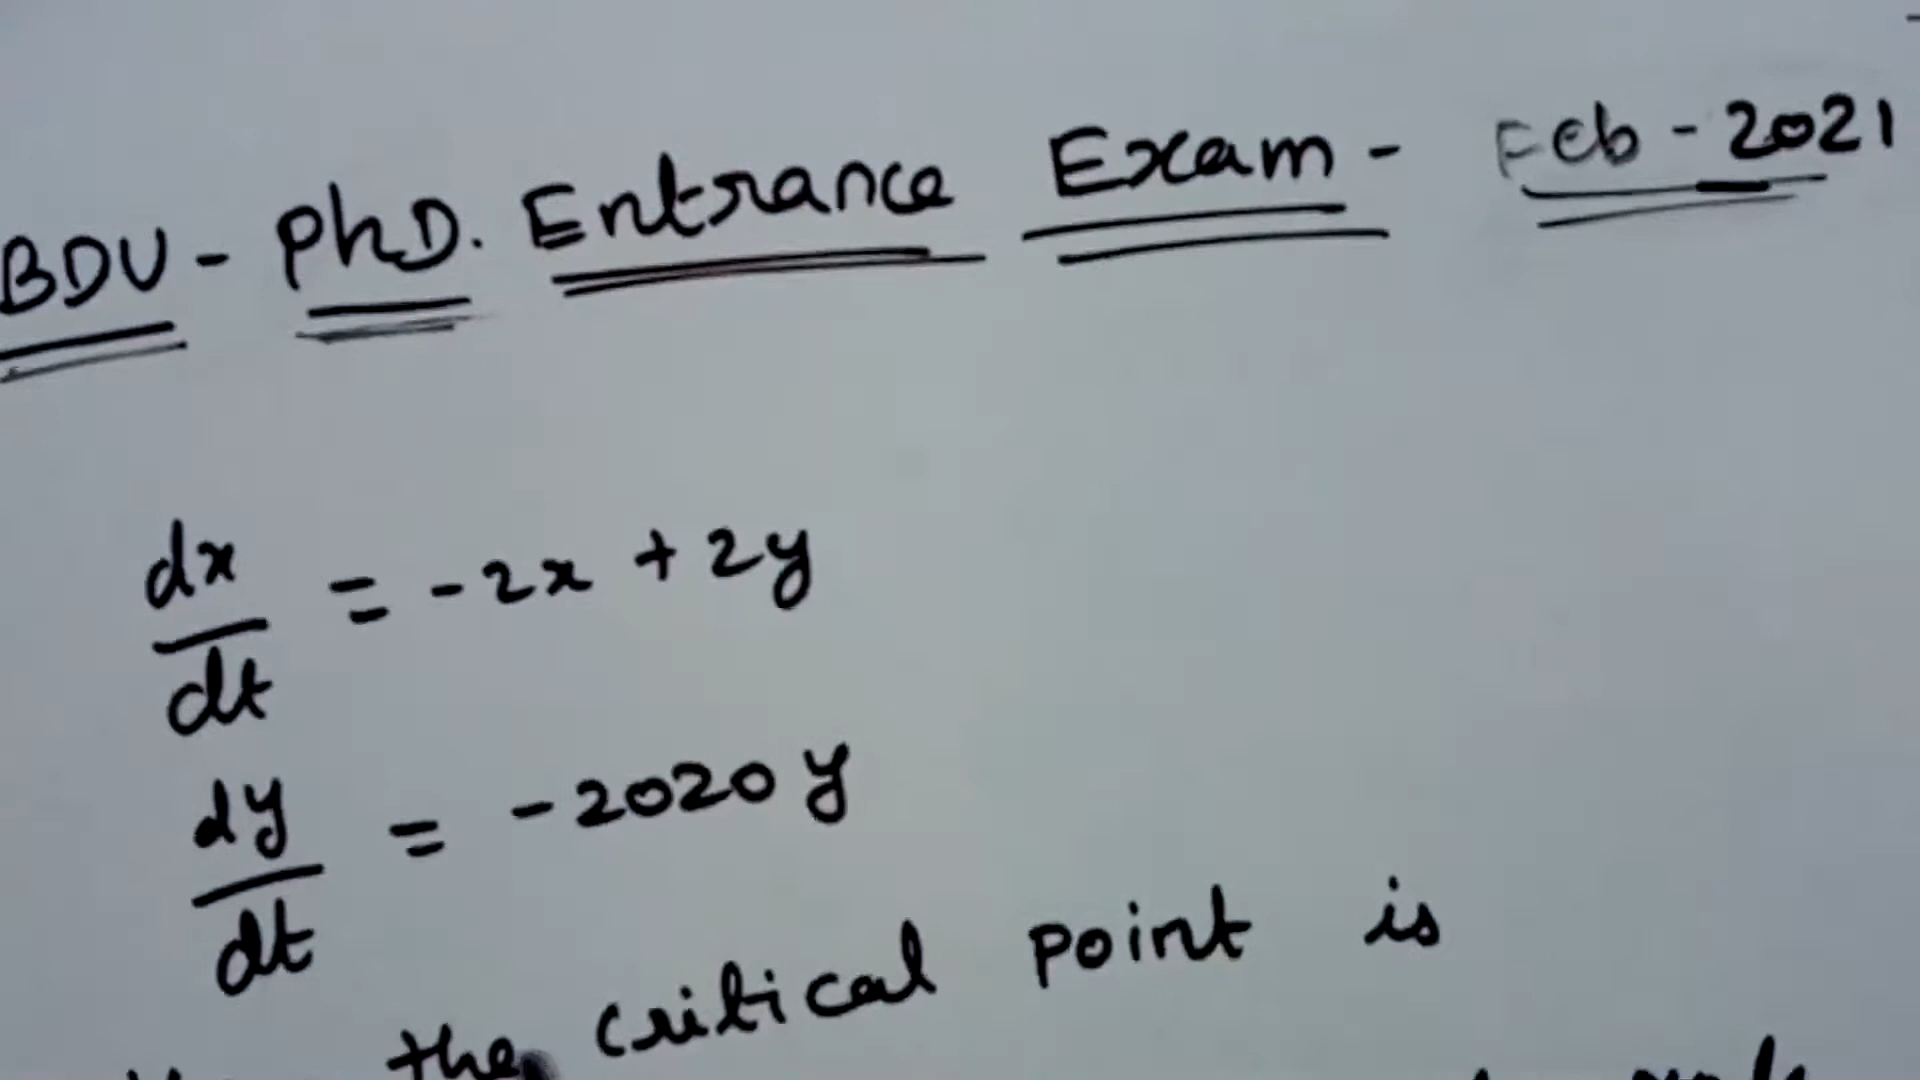 BDU - PhD. Entrance Exam - Feb - 2021
dx/dt = -2x + 2y
dy/dt = -2020 y
the critical point is